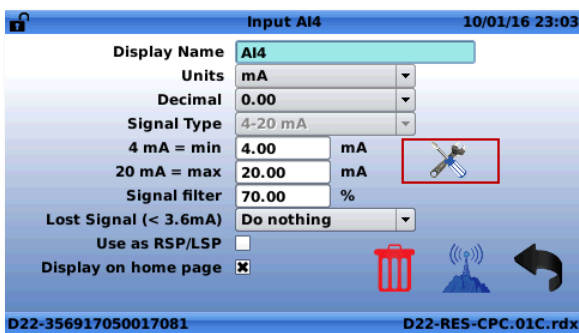 Input AI4 10/01/16 23:03
Display Name AI4
Units mA
Decimal 0.00
Signal Type 4-20 mA
4 mA = min 4.00 mA
20 mA = max 20.00 mA
Signal filter 70.00 %
Lost Signal (< 3.6mA) Do nothing
Use as RSP/LSP
Display on home page
D22-356917050017081 D22-RES-CPC.01C.rdx